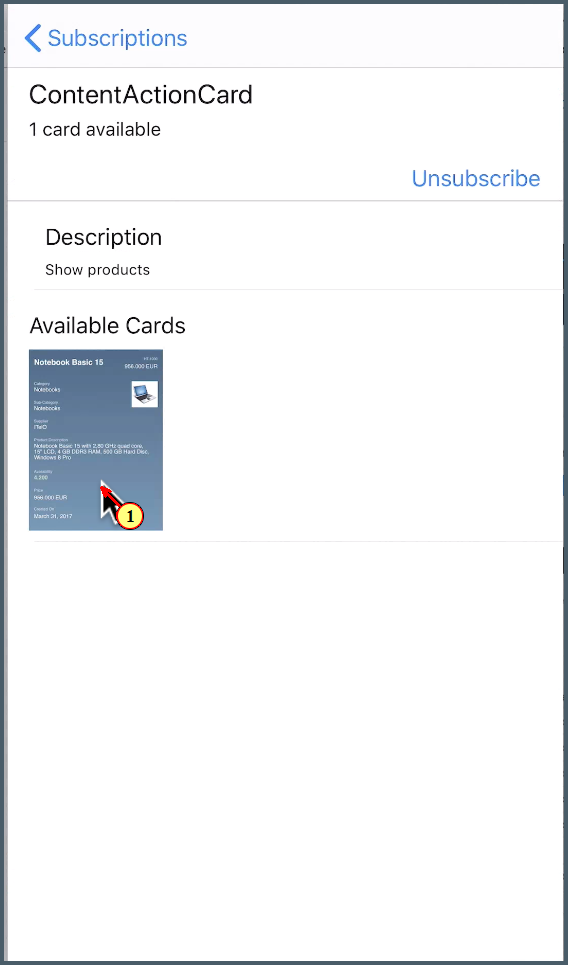 Subscriptions
ContentActionCard
1 card available
Unsubscribe
Description
Show products
Available Cards
Notebook Basic 15
HT-1000
956.000 EUR
Category
Notebooks
Sub-Category
Notebooks
Supplier
Product Description
Notebook Basic 15 with 2,80 GHz quad core,
15" LCD, 4 GB DDR3 RAM, 500 GB Hard Disc,
Windows 8 Pro
Availability
4.200
Price
956.000 EUR
Created On
March 31, 2017
1